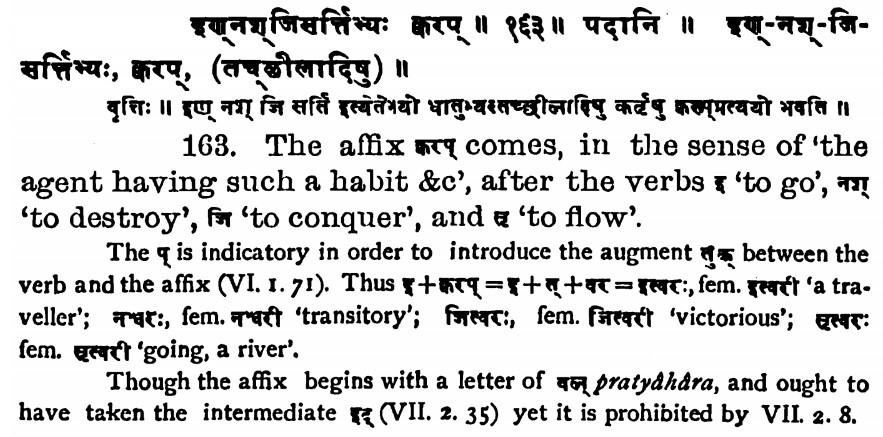 इण्नश्जिसर्त्तिभ्यः क्वरप् ॥ १६३ ॥ पदानि ॥ इण्-नश्-जि-
सर्त्तिभ्यः, क्वरप्, (तच्छीलादिषु) ॥
वृत्तिः ॥ इण् नश् जि सर्ति इत्येतेभ्यो धातुभ्यस्तच्छीलादिषु कर्तृषु क्वरप्प्रत्ययो भवति ॥
163. The affix क्वरप् comes, in the sense of ‘the
agent having such a habit &c’, after the verbs इ ‘to go’, नश्
‘to destroy’, जि ‘to conquer’, and सृ ‘to flow’.
The प् is indicatory in order to introduce the augment तुक् between the
verb and the affix (VI. 1. 71). Thus इ+क्वरप्=इ+त्+वर=इत्वरः, fem. इत्वरी ‘a tra-
veller’; नश्वरः, fem. नश्वरी ‘transitory’; जित्वरः, fem. जित्वरी ‘victorious’; सृत्वरः
fem. सृत्वरी ‘going, a river’.
Though the affix begins with a letter of वल् pratyâhâra, and ought to
have taken the intermediate इट् (VII. 2. 35) yet it is prohibited by VII. 2. 8.